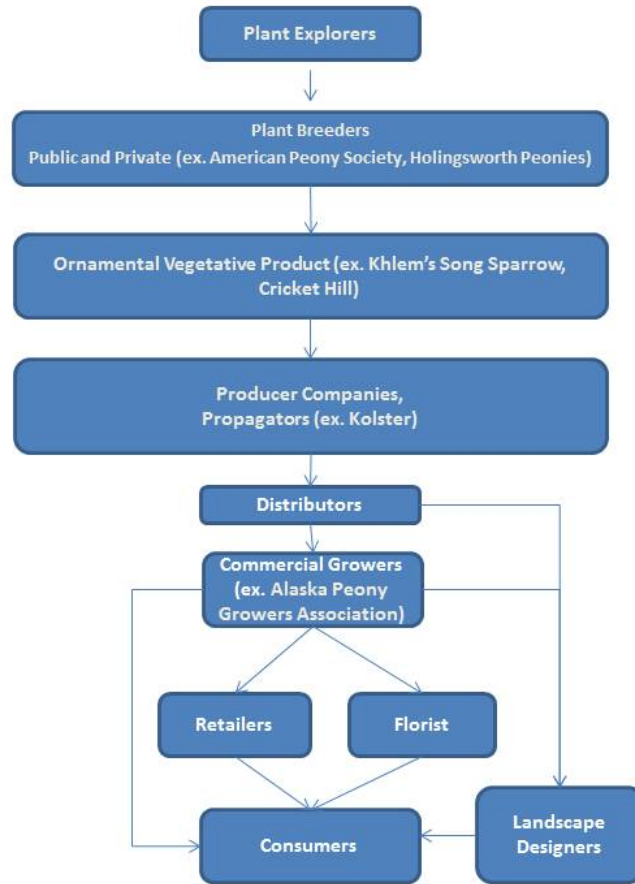 Plant Explorers
Plant Breeders
Public and Private (ex. American Peony Society, Holingsworth Peonies)
Ornamental Vegetative Product (ex. Khlem's Song Sparrow,
Cricket Hill)
Producer Companies,
Propagators (ex. Kolster)
Distributors
Commercial Growers
(ex. Alaska Peony
Growers Association)
Retailers
Florist
Landscape
Designers
Consumers